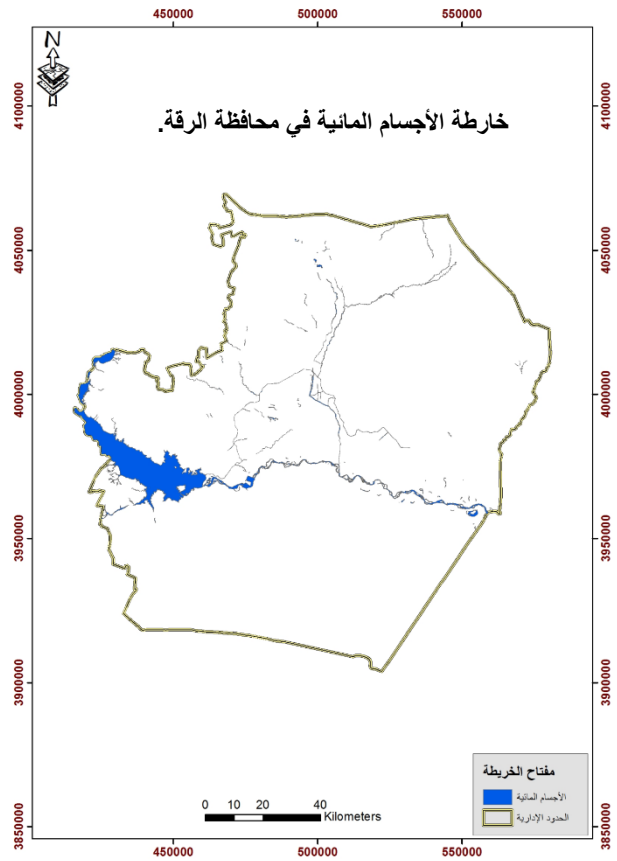 450000 500000 550000
N
خارطة الأجسام المائية في محافظة الرقة.
4100000 4100000
4050000 4050000
4000000 4000000
3950000 3950000
3900000 3900000
3850000 3850000
مفتاح الخريطة
الأجسام المائية
الحدود الإدارية
0 10 20 40
Kilometers
450000 500000 550000